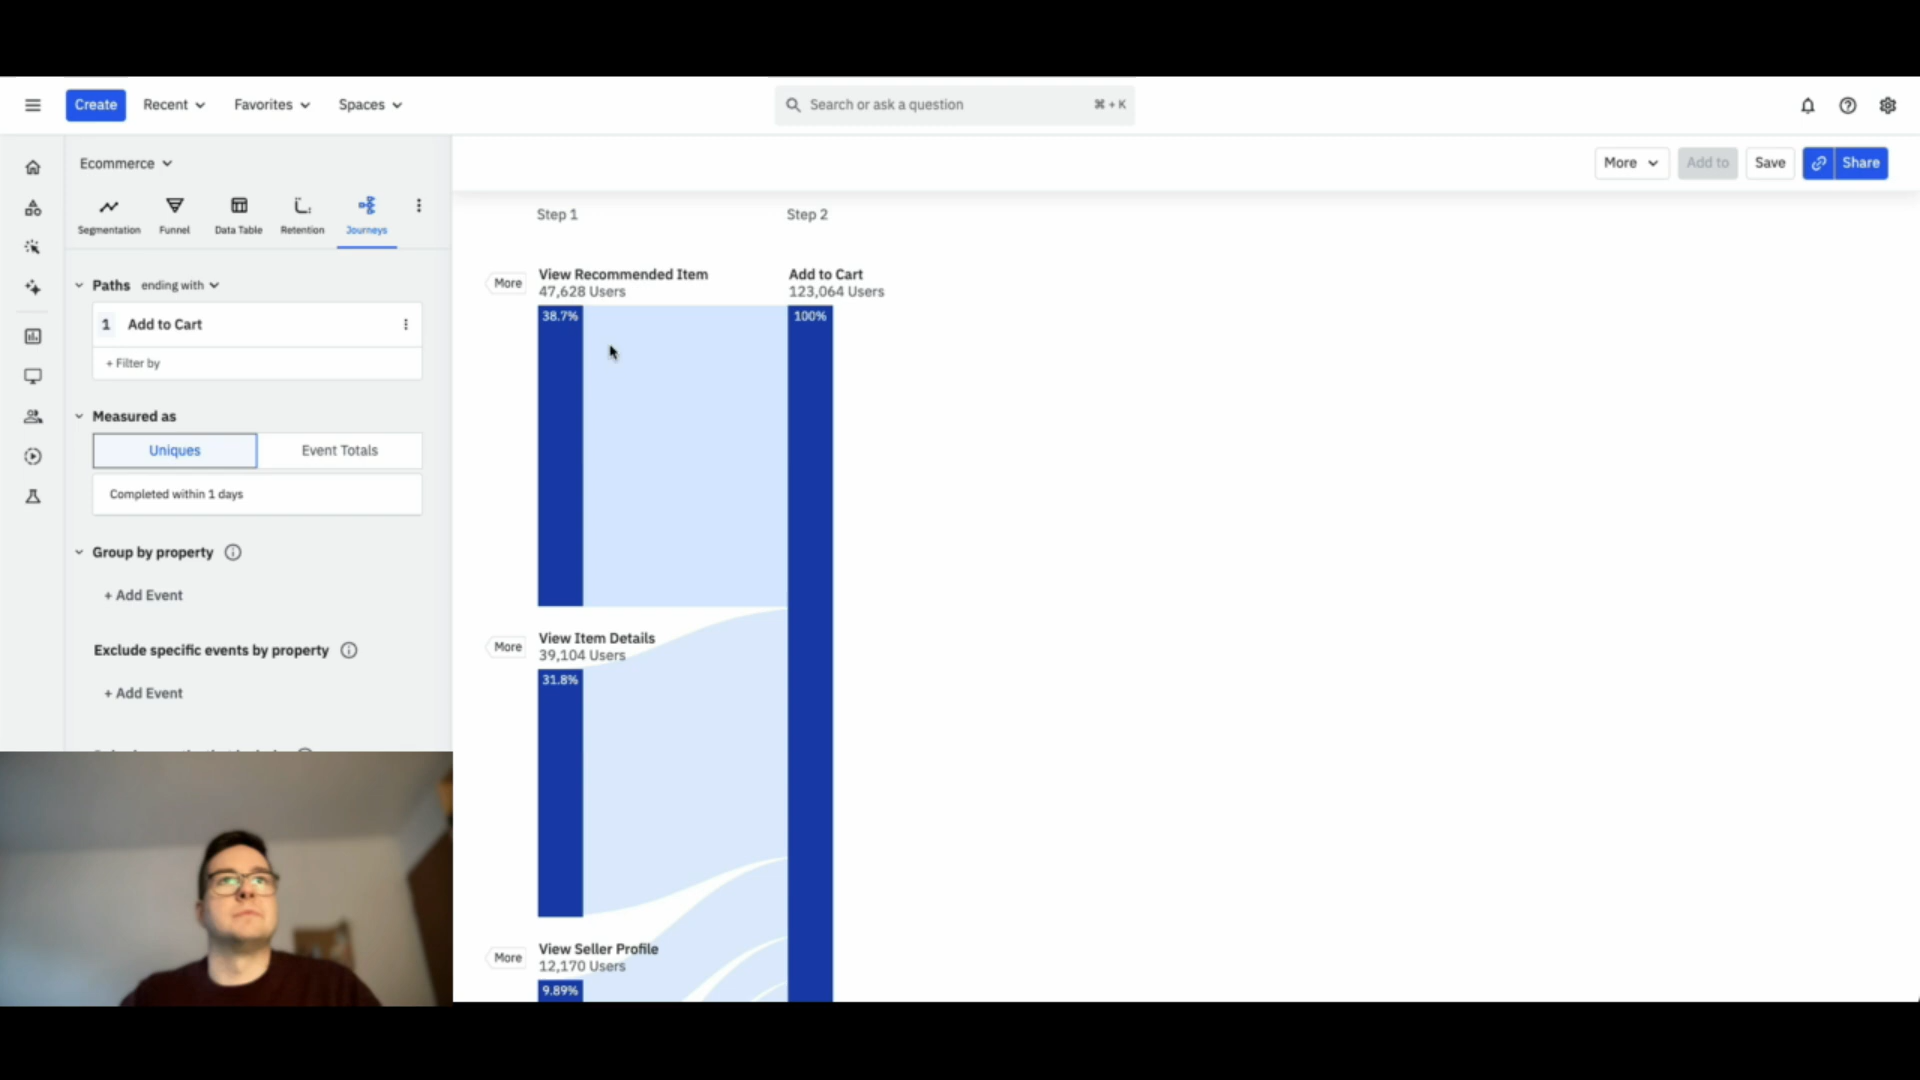 Create
Recent
Favorites
Spaces
Search or ask a question
⌘ + K
Ecommerce
More
Add to
Save
Share
Segmentation
Funnel
Data Table
Retention
Journeys
Paths ending with
1 Add to Cart
+ Filter by
Measured as
Uniques
Event Totals
Completed within 1 days
Group by property
+ Add Event
Exclude specific events by property
+ Add Event
Step 1
Step 2
More
View Recommended Item
47,628 Users
38.7%
Add to Cart
123,064 Users
100%
More
View Item Details
39,104 Users
31.8%
More
View Seller Profile
12,170 Users
9.89%